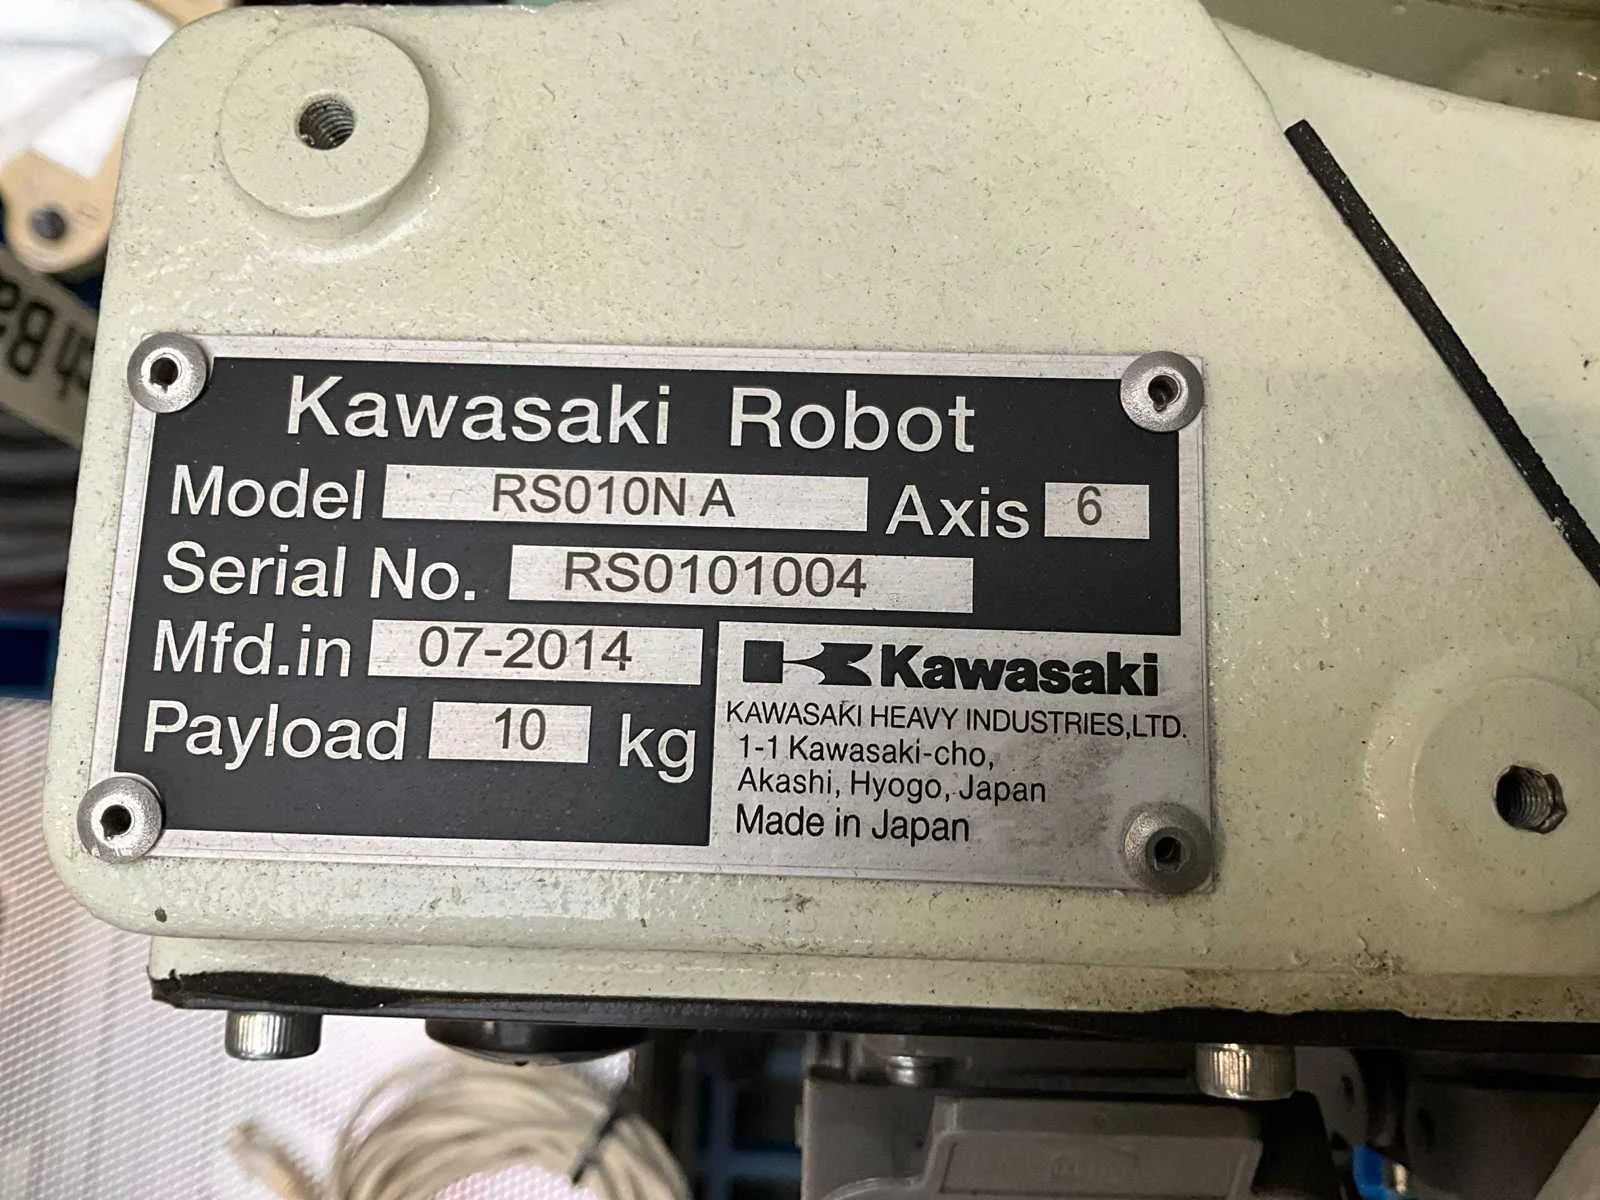 Kawasaki Robot
Model RS010N A Axis 6
Serial No. RS0101004
Mfd.in 07-2014
Payload 10 kg
Kawasaki
KAWASAKI HEAVY INDUSTRIES,LTD.
1-1 Kawasaki-cho,
Akashi, Hyogo, Japan
Made in Japan